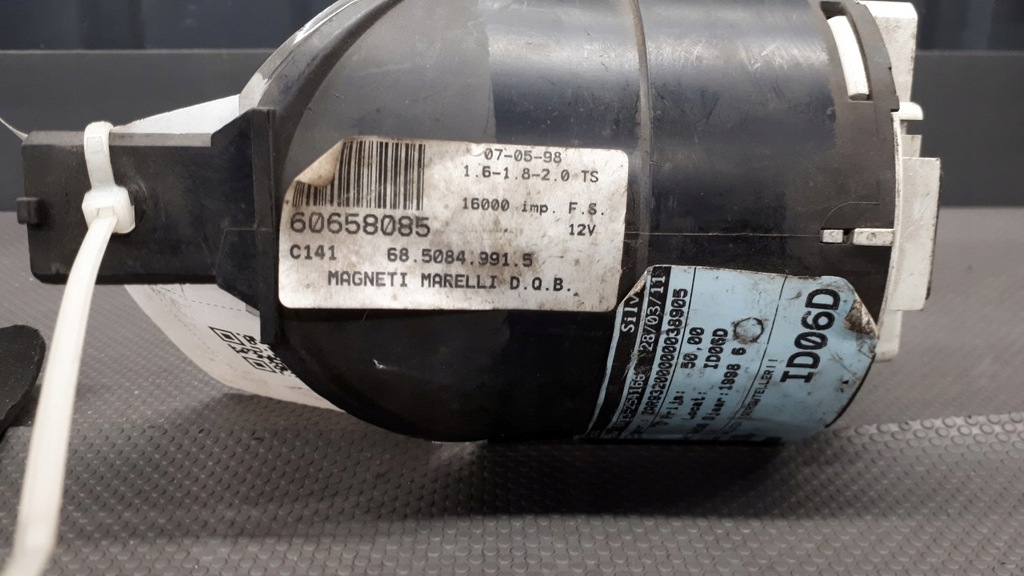 07-05-98
1.6-1.8-2.0 TS
16000 imp. F.S.
12V
60658085
C141 68.5084.991.5
MAGNETI MARELLI D.Q.B.
28/03/11
50.00
ID06D
1998 6
ID06D